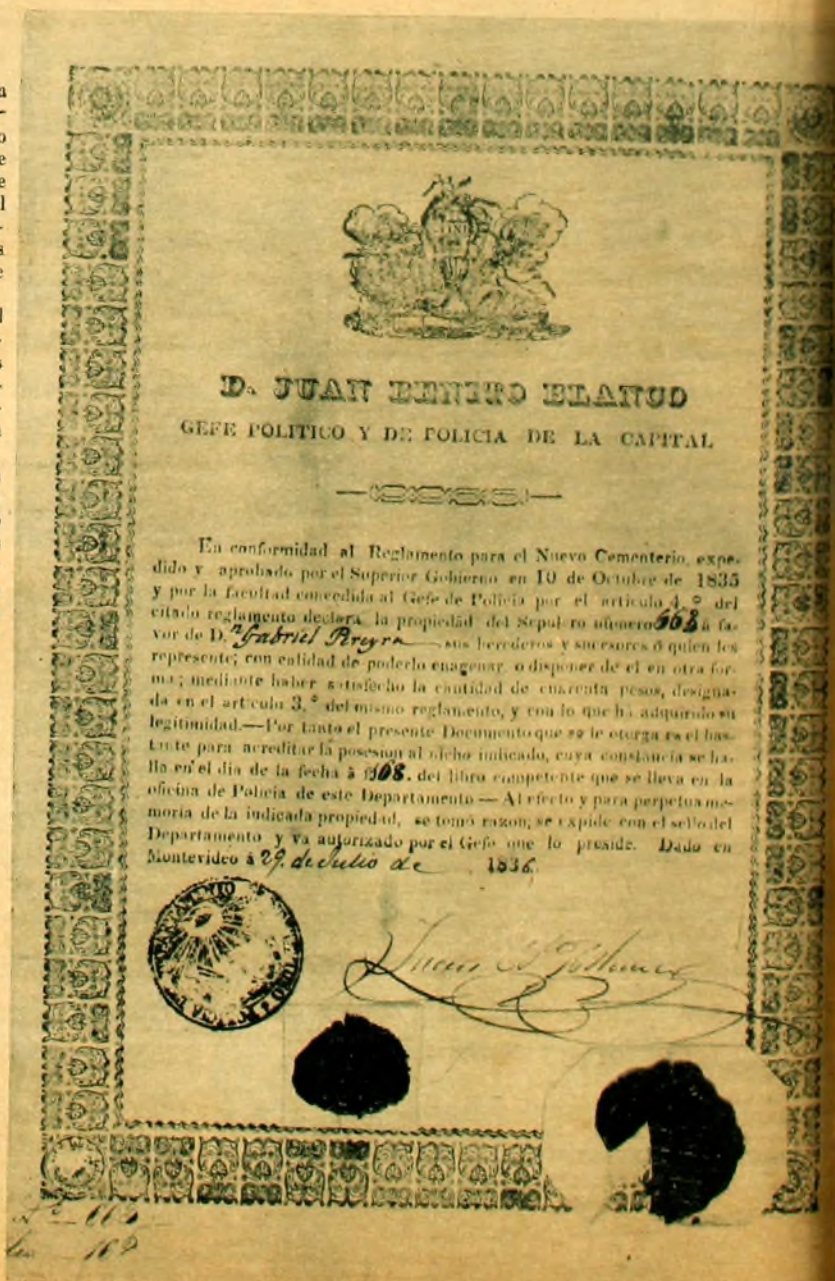 D. JUAN BENITO BLANCO
GEFE POLITICO Y DE POLICIA DE LA CAPITAL
En conformidad al Reglamento para el Nuevo Cementerio, expe-
dido y aprobado por el Superior Gobierno en 10 de Octubre de 1835
y por la facultad concedida al Gefe de Policia por el articulo 4.° del
citado reglamento declara la propiedad del Sepulcro número á fa-
vor de D.n Gabriel Pereyra sus herederos y sucesores ó quien los
represente; con calidad de poderlo enagenar, o disponer de el en otra for-
ma; mediante haber satisfecho la cantidad de cuarenta pesos, designa-
da en el articulo 3.° del mismo reglamento, y con lo que ha adquirido su
legitimidad.—Por tanto el presente Documento que se le otorga es el bas-
tante para acreditar la posesion al nicho indicado, cuya constancia se ha-
lla en el dia de la fecha á del libro competente que se lleva en la
oficina de Policia de este Departamento — Al efecto y para perpetua me-
moria de la indicada propiedad, se tomó razon; se expide con el sello del
Departamento y va autorizado por el Gefe que lo preside. Dado en
Montevideo á 29. de Julio de 1836.